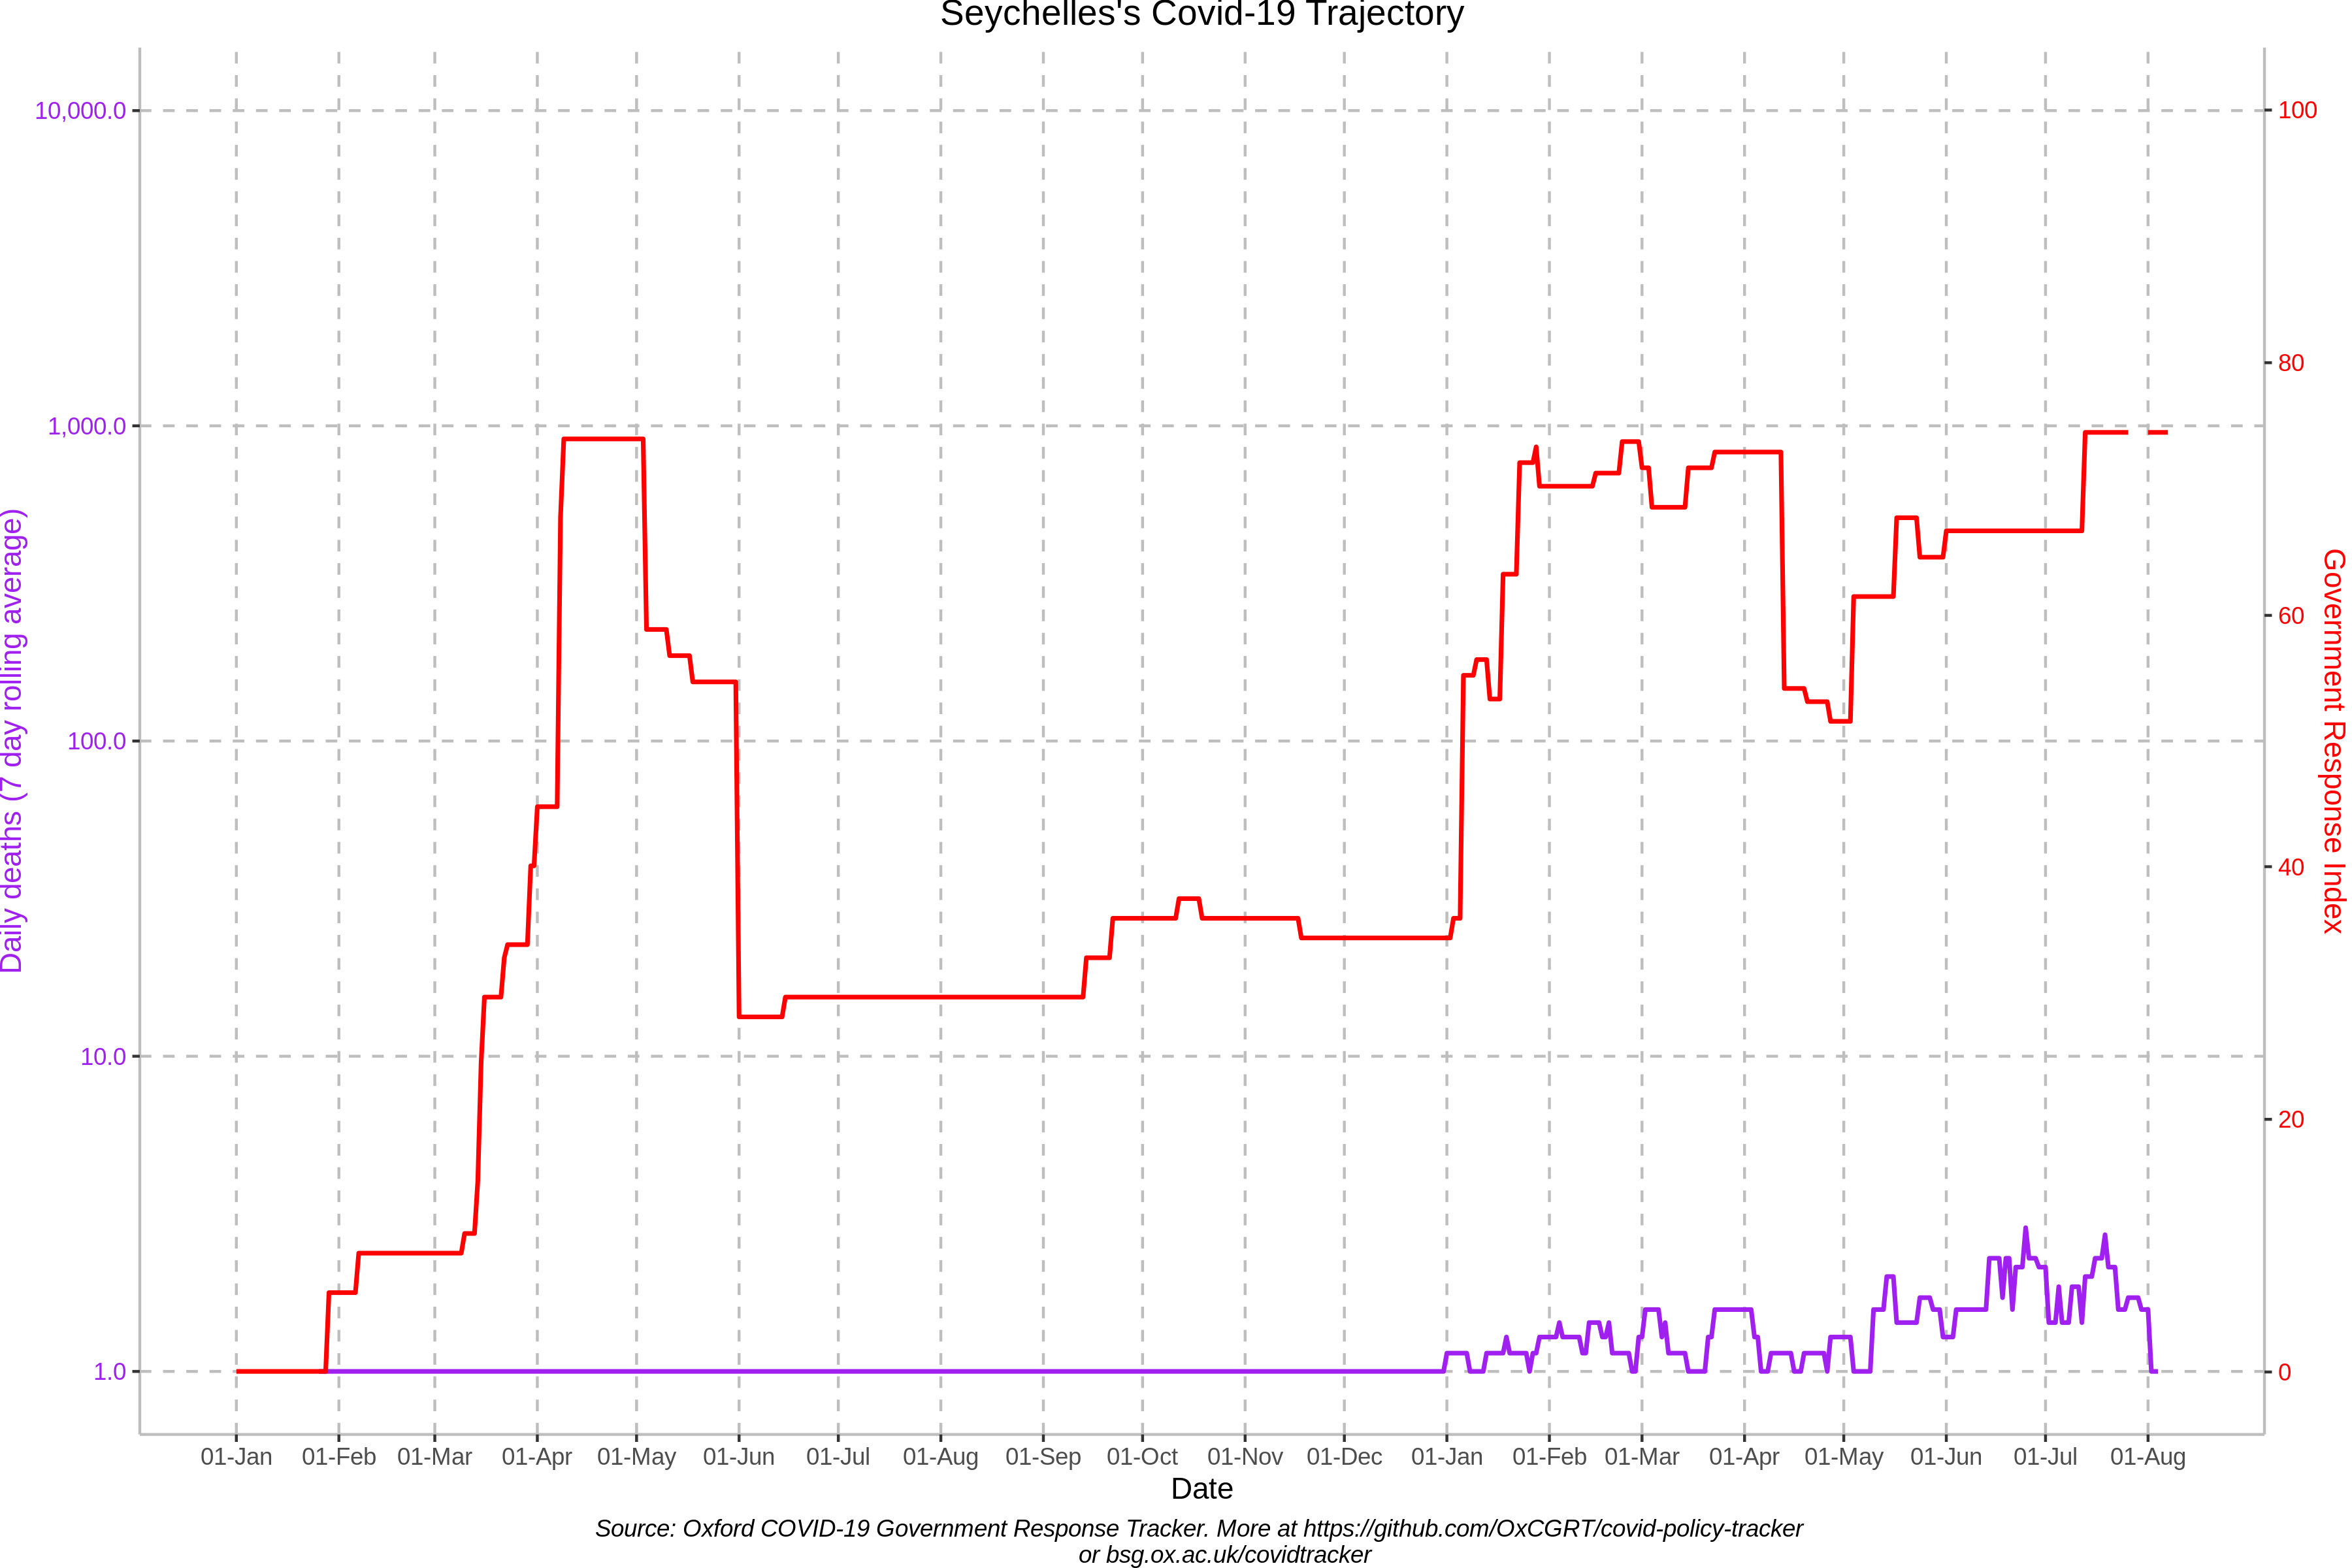 Seychelles's Covid-19 Trajectory
10,000.0
1,000.0
100.0
10.0
1.0
Daily deaths (7 day rolling average)
100
80
60
40
20
0
Government Response Index
01-Jan 01-Feb 01-Mar 01-Apr 01-May 01-Jun 01-Jul 01-Aug 01-Sep 01-Oct 01-Nov 01-Dec 01-Jan 01-Feb 01-Mar 01-Apr 01-May 01-Jun 01-Jul 01-Aug
Date
Source: Oxford COVID-19 Government Response Tracker. More at https://github.com/OxCGRT/covid-policy-tracker
or bsg.ox.ac.uk/covidtracker